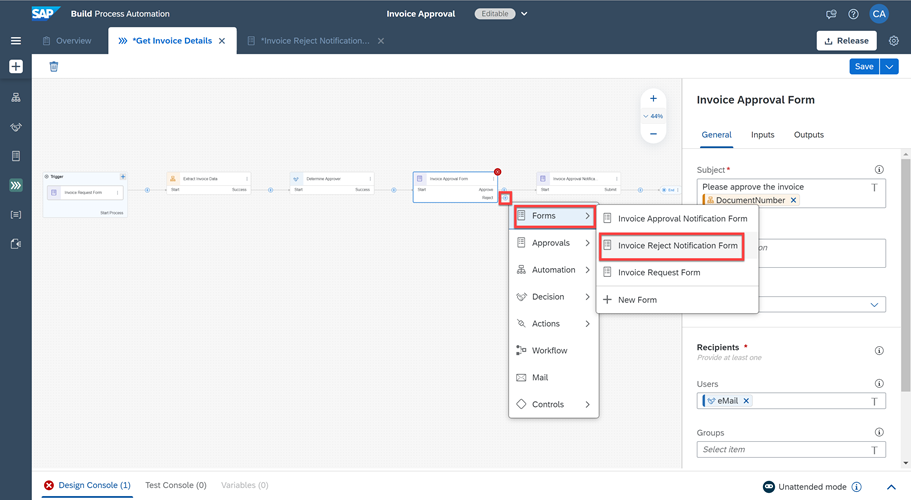 SAP Build Process Automation
Invoice Approval
Editable
CA
Overview
*Get Invoice Details
*Invoice Reject Notification...
Release
Save
44%
Trigger
Invoice Request Form
Start Process
Extract Invoice Data
Start
Success
Determine Approver
Start
Success
Invoice Approval Form
Start
Approve
Reject
Invoice Approval Notific...
Start
Submit
End
Forms
Approvals
Automation
Decision
Actions
Workflow
Mail
Controls
Invoice Approval Notification Form
Invoice Reject Notification Form
Invoice Request Form
New Form
Invoice Approval Form
General
Inputs
Outputs
Subject*
Please approve the invoice
DocumentNumber
Recipients *
Provide at least one
Users
eMail
Groups
Select item
Design Console (1)
Test Console (0)
Variables (0)
Unattended mode